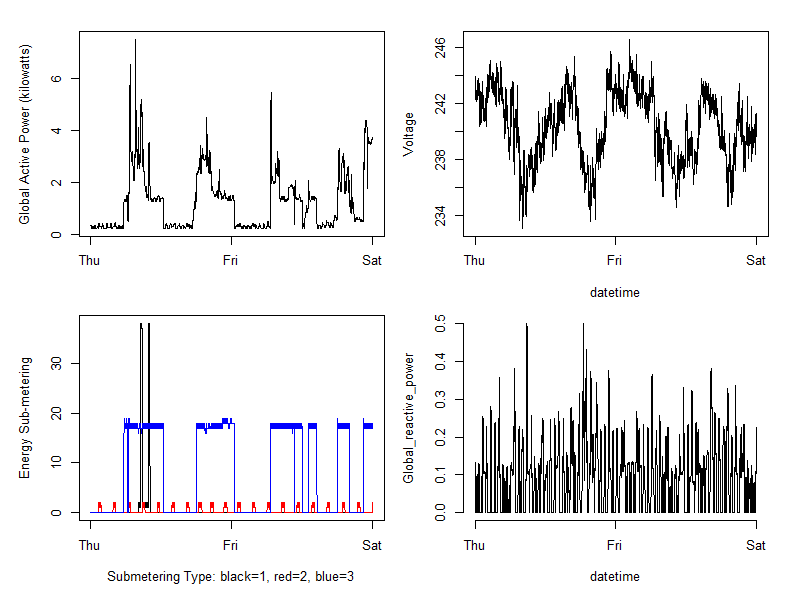 Global Active Power (kilowatts)
0 2 4 6
Thu Fri Sat
Voltage
234 238 242 246
Thu Fri Sat
datetime
Energy Sub-metering
0 10 20 30
Thu Fri Sat
Submetering Type: black=1, red=2, blue=3
Global_reactive_power
0.0 0.1 0.2 0.3 0.4 0.5
Thu Fri Sat
datetime